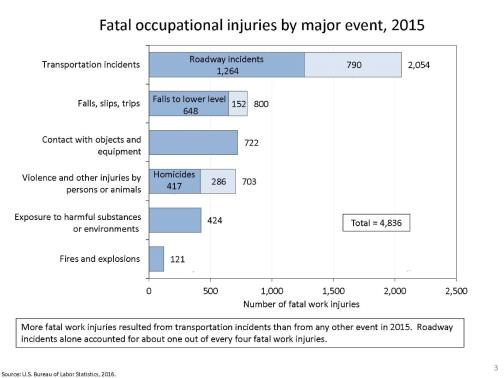 Fatal occupational injuries by major event, 2015
Transportation incidents
Roadway incidents
1,264
790
2,054
Falls, slips, trips
Falls to lower level
648
152
800
Contact with objects and
equipment
722
Violence and other injuries by
persons or animals
Homicides
417
286
703
Exposure to harmful substances
or environments
424
Total = 4,836
Fires and explosions
121
0 500 1,000 1,500 2,000 2,500
Number of fatal work injuries
More fatal work injuries resulted from transportation incidents than from any other event in 2015. Roadway
incidents alone accounted for about one out of every four fatal work injuries.
3
Source: U.S. Bureau of Labor Statistics, 2016.